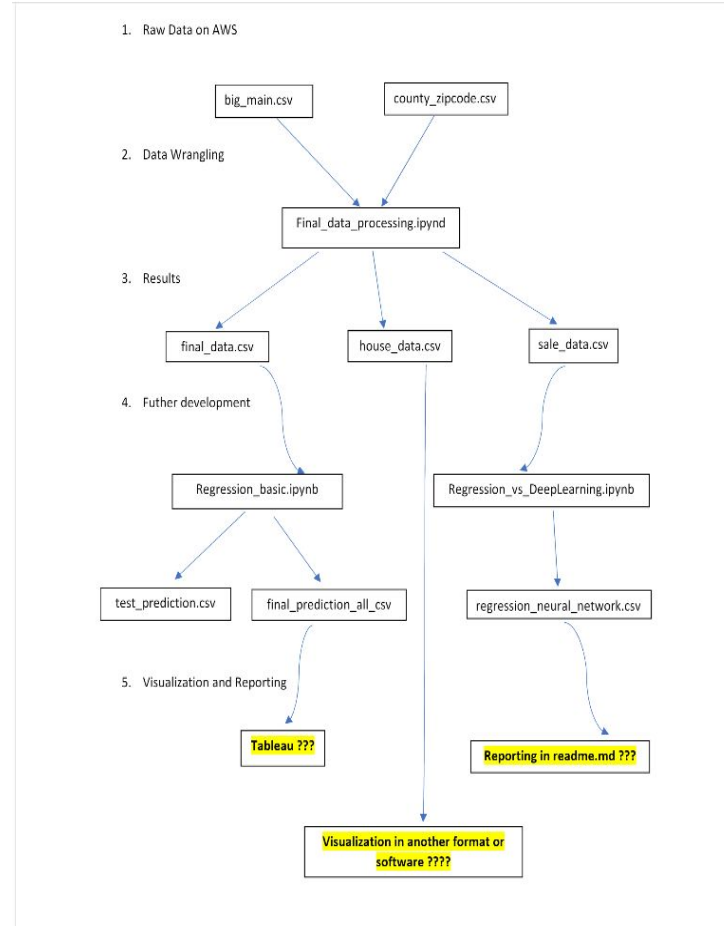 1. Raw Data on AWS
big_main.csv
county_zipcode.csv
2. Data Wrangling
Final_data_processing.ipynd
3. Results
final_data.csv
house_data.csv
sale_data.csv
4. Futher development
Regression_basic.ipynb
Regression_vs_DeepLearning.ipynb
test_prediction.csv
final_prediction_all_csv
regression_neural_network.csv
5. Visualization and Reporting
Tableau ???
Reporting in readme.md ???
Visualization in another format or
software ????